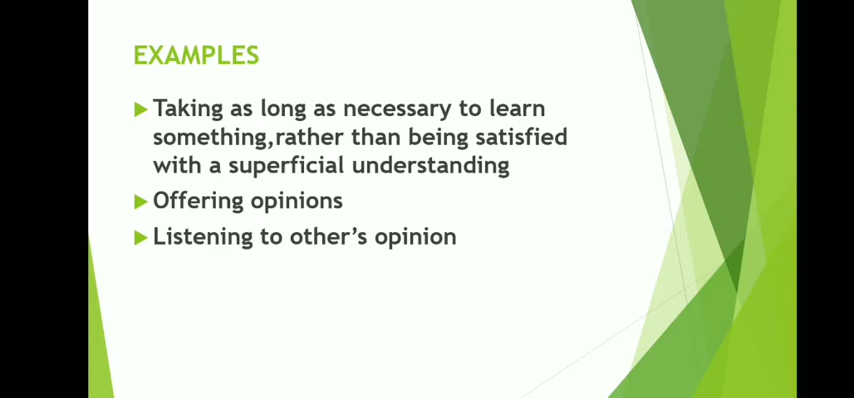 EXAMPLES
Taking as long as necessary to learn
something,rather than being satisfied
with a superficial understanding
Offering opinions
Listening to other’s opinion